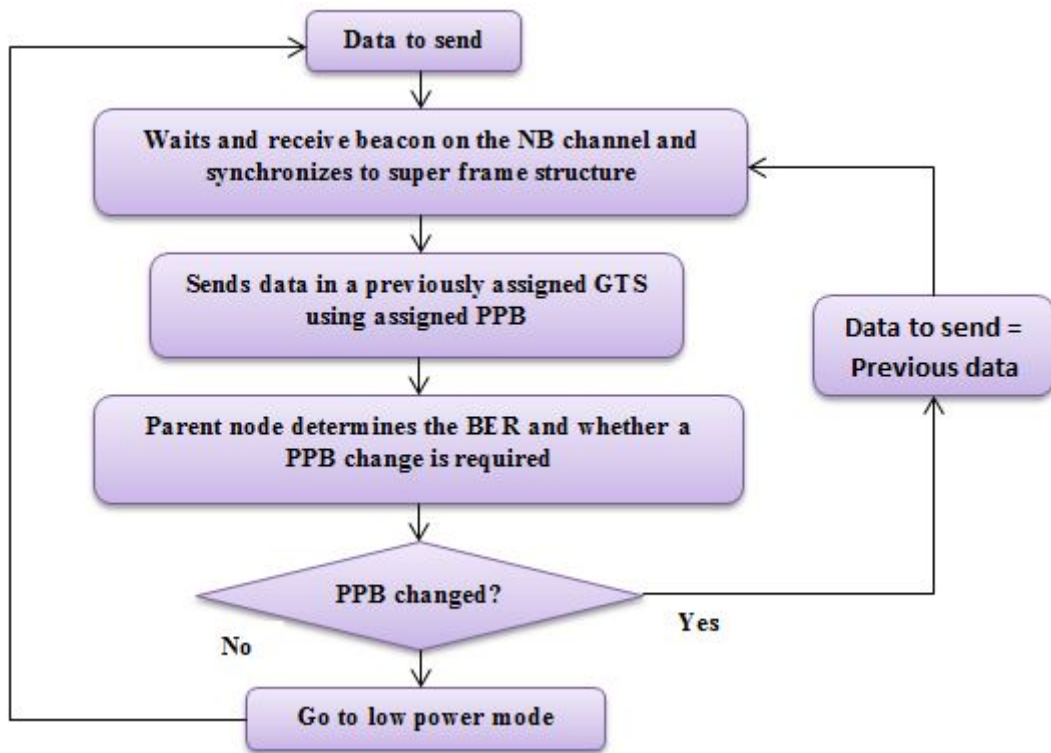 Data to send
Waits and receive beacon on the NB channel and
synchronizes to super frame structure
Sends data in a previously assigned GTS
using assigned PPB
Data to send =
Previous data
Parent node determines the BER and whether a
PPB change is required
PPB changed?
Yes
No
Go to low power mode